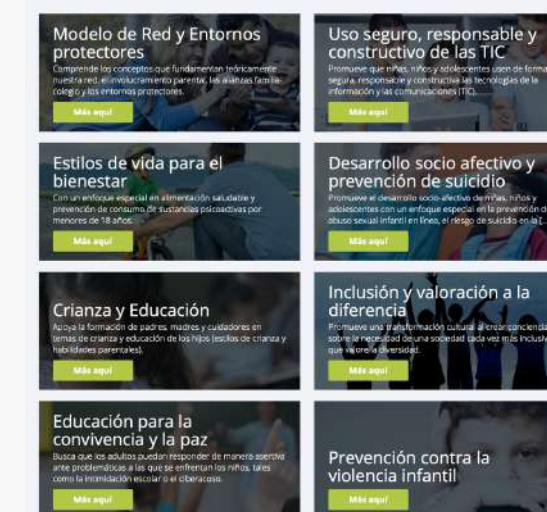 Modelo de Red y Entornos
protectores
Comprende los conceptos que fundamentan teóricamente
nuestra red, el involucramiento parental, las alianzas familia-
colegio y los entornos protectores.
Más aquí
Uso seguro, responsable y
constructivo de las TIC
Promueve que niñas, niños y adolescentes usen de forma
segura, responsable y constructiva las tecnologías de la
información y las comunicaciones (TIC).
Más aquí
Estilos de vida para el
bienestar
Con un enfoque especial en alimentación saludable y
prevención de consumo de sustancias psicoactivas por
menores de 18 años.
Más aquí
Desarrollo socio afectivo y
prevención de suicidio
Promueve el desarrollo socio-afectivo de niñas, niños y
adolescentes con un enfoque especial en la prevención d
abuso sexual infantil en línea, el riesgo de suicidio en la [..
Más aquí
Crianza y Educación
Apoya la formación de padres, madres y cuidadores en
temas de crianza y educación de los hijos (estilos de crianza y
habilidades parentales).
Más aquí
Inclusión y valoración a la
diferencia
Promueve una transformación cultural al crear conciencia
sobre la necesidad de una sociedad cada vez más inclusiv
que valore la diversidad.
Más aquí
Educación para la
convivencia y la paz
Busca que los adultos puedan responder de manera asertiva
ante problemáticas a las que se enfrentan los niños, tales
como la intimidación escolar o el ciberacoso.
Más aquí
Prevención contra la
violencia infantil
Más aquí